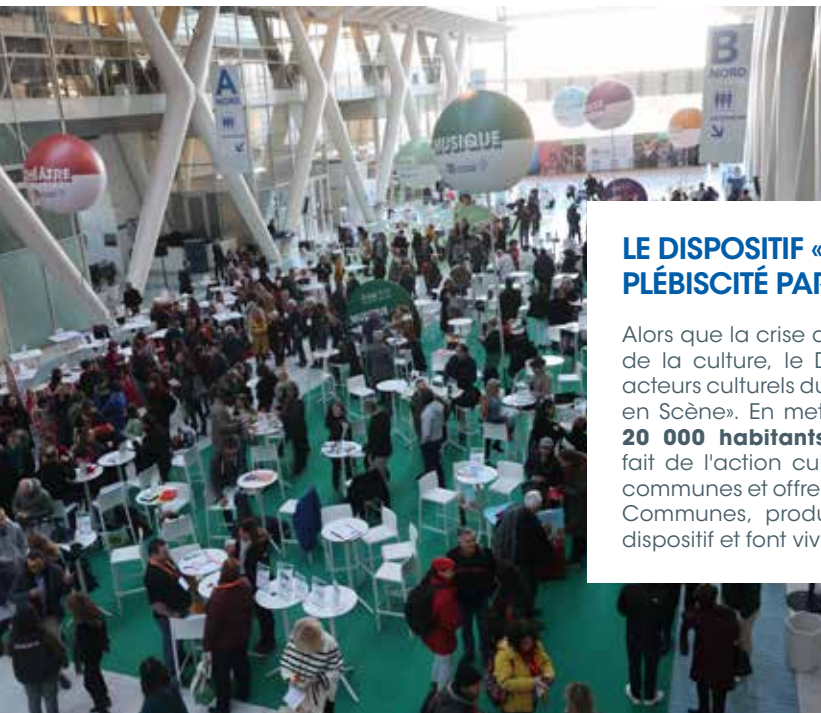 A
NORD
B
NORD
MUSIQUE
LE DISPOSITIF «
PLÉBISCITÉ PAR
Alors que la crise
de la culture, le D
acteurs culturels du
en Scène». En met
20 000 habitants
fait de l'action cu
communes et offre
Communes, produ
dispositif et font viv